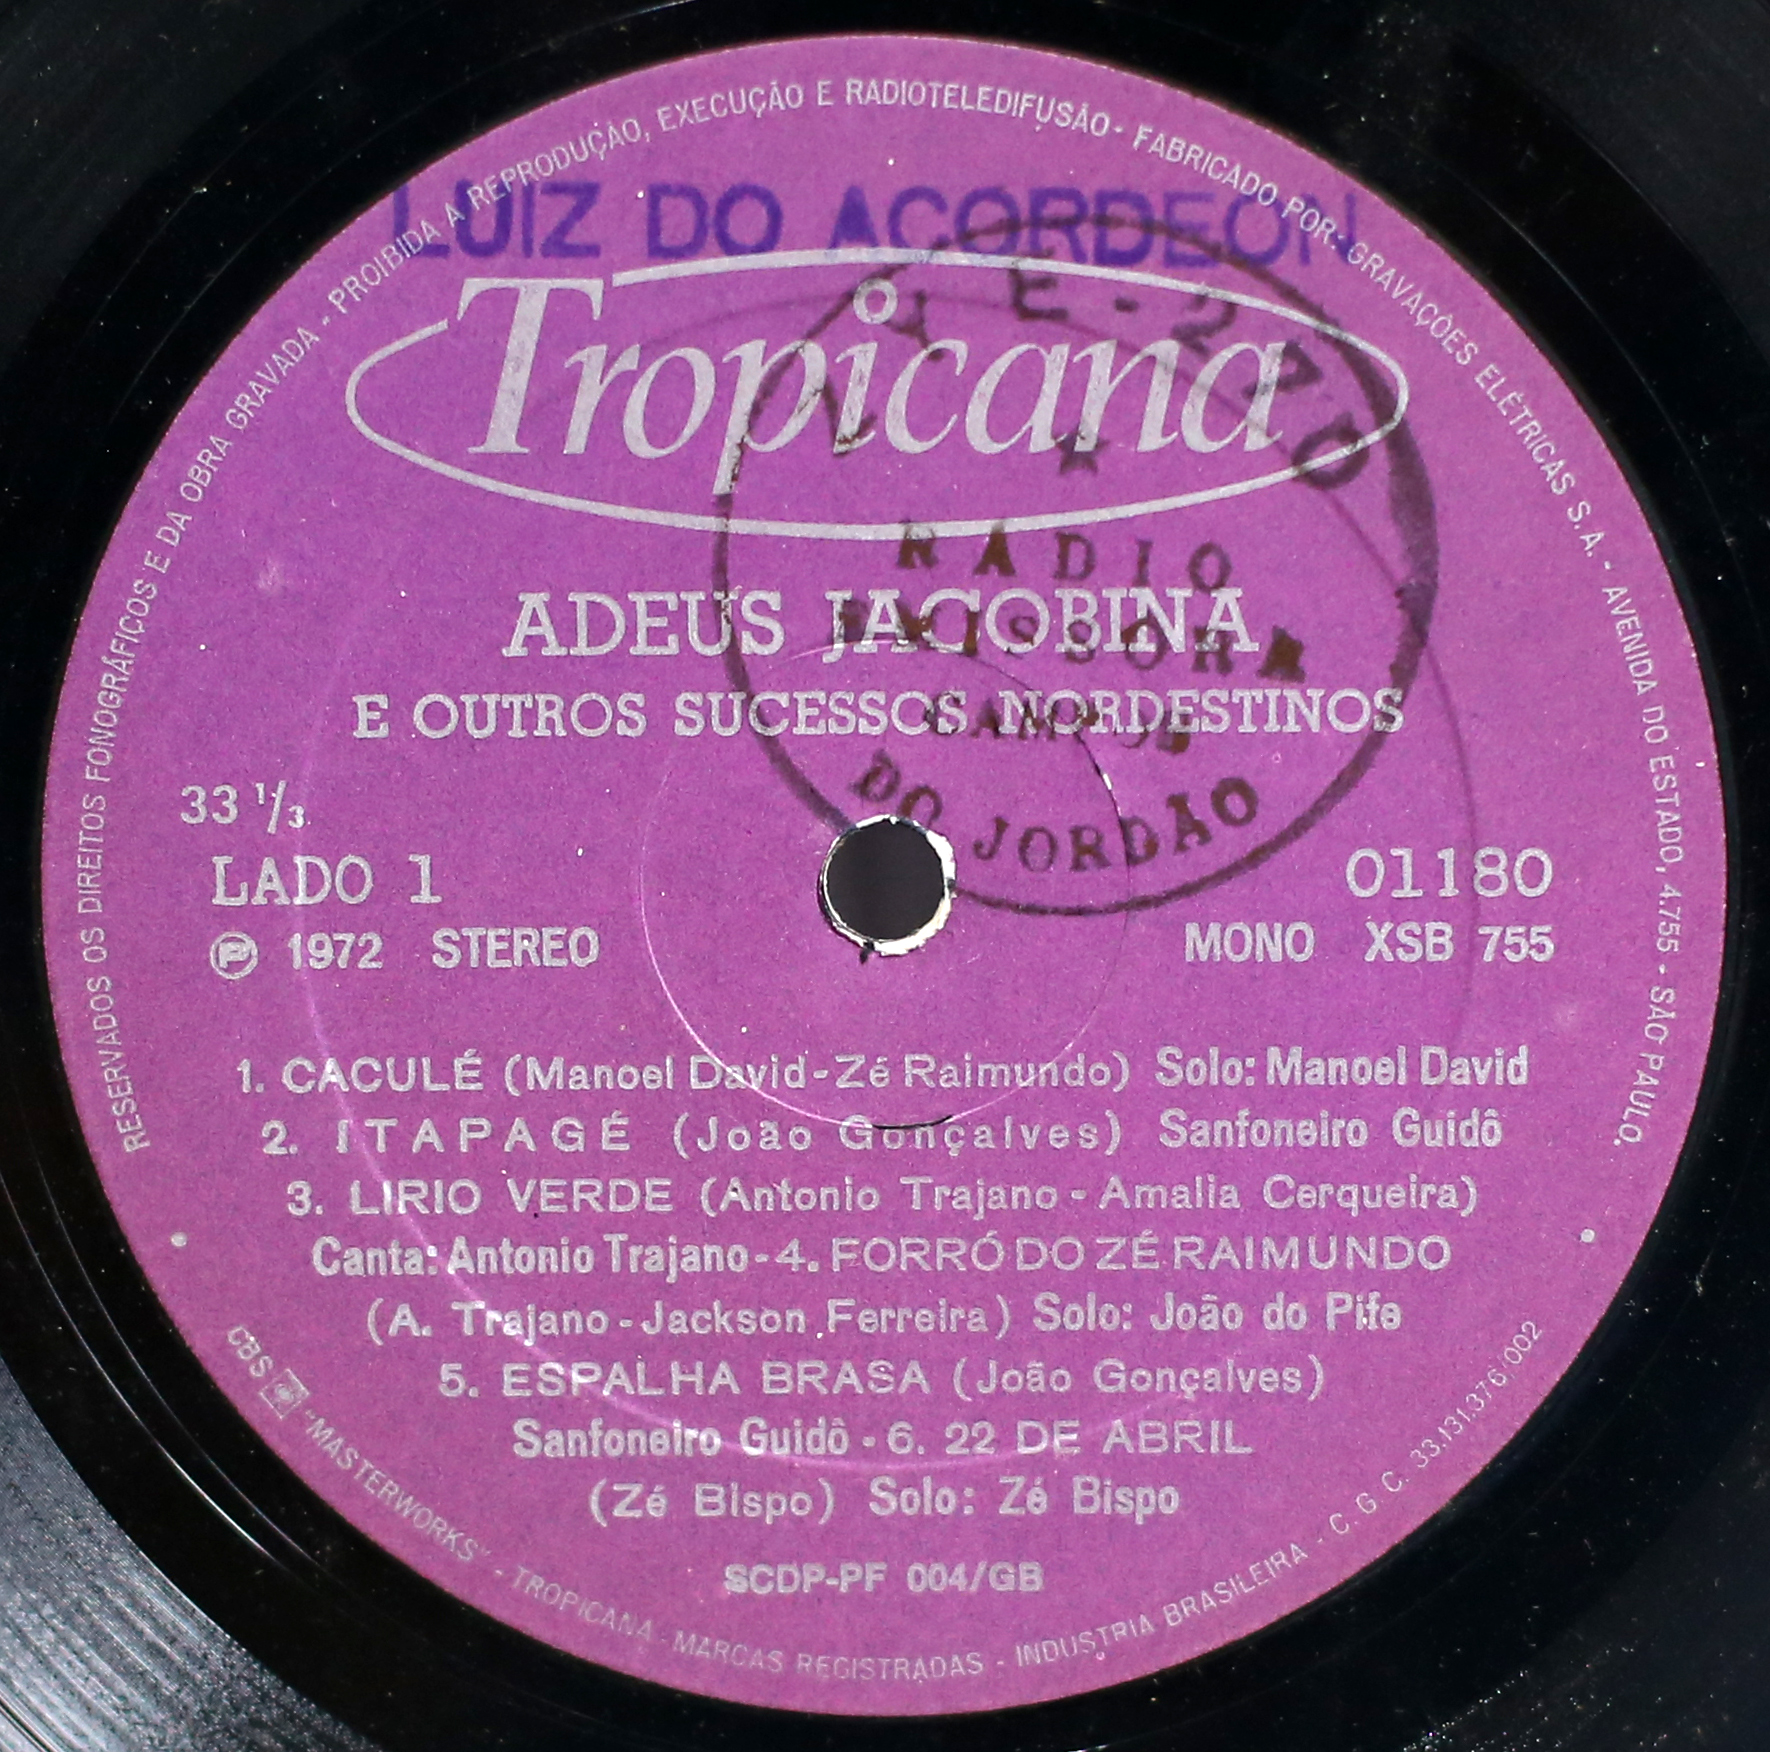 RESERVADOS OS DIREITOS FONOGRÁFICOS E DA OBRA GRAVADA - PROIBIDA A REPRODUÇÃO, EXECUÇÃO E RADIOTELEDIFUSÃO - FABRICADO POR: GRAVAÇÕES ELÉTRICAS S.A. - AVENIDA DO ESTADO, 4.755 - SÃO PAULO.
LUIZ DO ACORDEON
Tropicana
RADIO
EMISSORA
CAMPOS
DO JORDÃO
ADEUS JACOBINA
E OUTROS SUCESSOS NORDESTINOS
33 1/3
LADO 1
℗ 1972 STEREO
01180
MONO XSB 755
1. CACULÉ (Manoel David-Zé Raimundo) Solo: Manoel David
2. ITAPAGÉ (João Gonçalves) Sanfoneiro Guidô
3. LIRIO VERDE (Antonio Trajano - Amalia Cerqueira)
Canta: Antonio Trajano - 4. FORRÓ DO ZÉ RAIMUNDO
(A. Trajano - Jackson Ferreira) Solo: João do Pife
5. ESPALHA BRASA (João Gonçalves)
Sanfoneiro Guidô - 6. 22 DE ABRIL
(Zé Bispo) Solo: Zé Bispo
SCDP-PF 004/GB
CBS "MASTERWORKS" - TROPICANA - MARCAS REGISTRADAS - INDUSTRIA BRASILEIRA - C. G C. 33.131.376/002